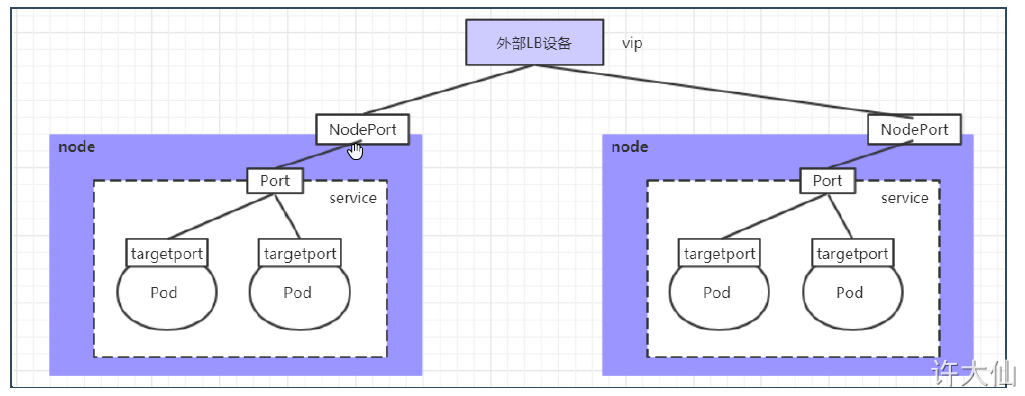 外部LB设备 vip
NodePort NodePort
node node
Port Port
service service
targetport targetport targetport targetport
Pod Pod Pod Pod
许大仙